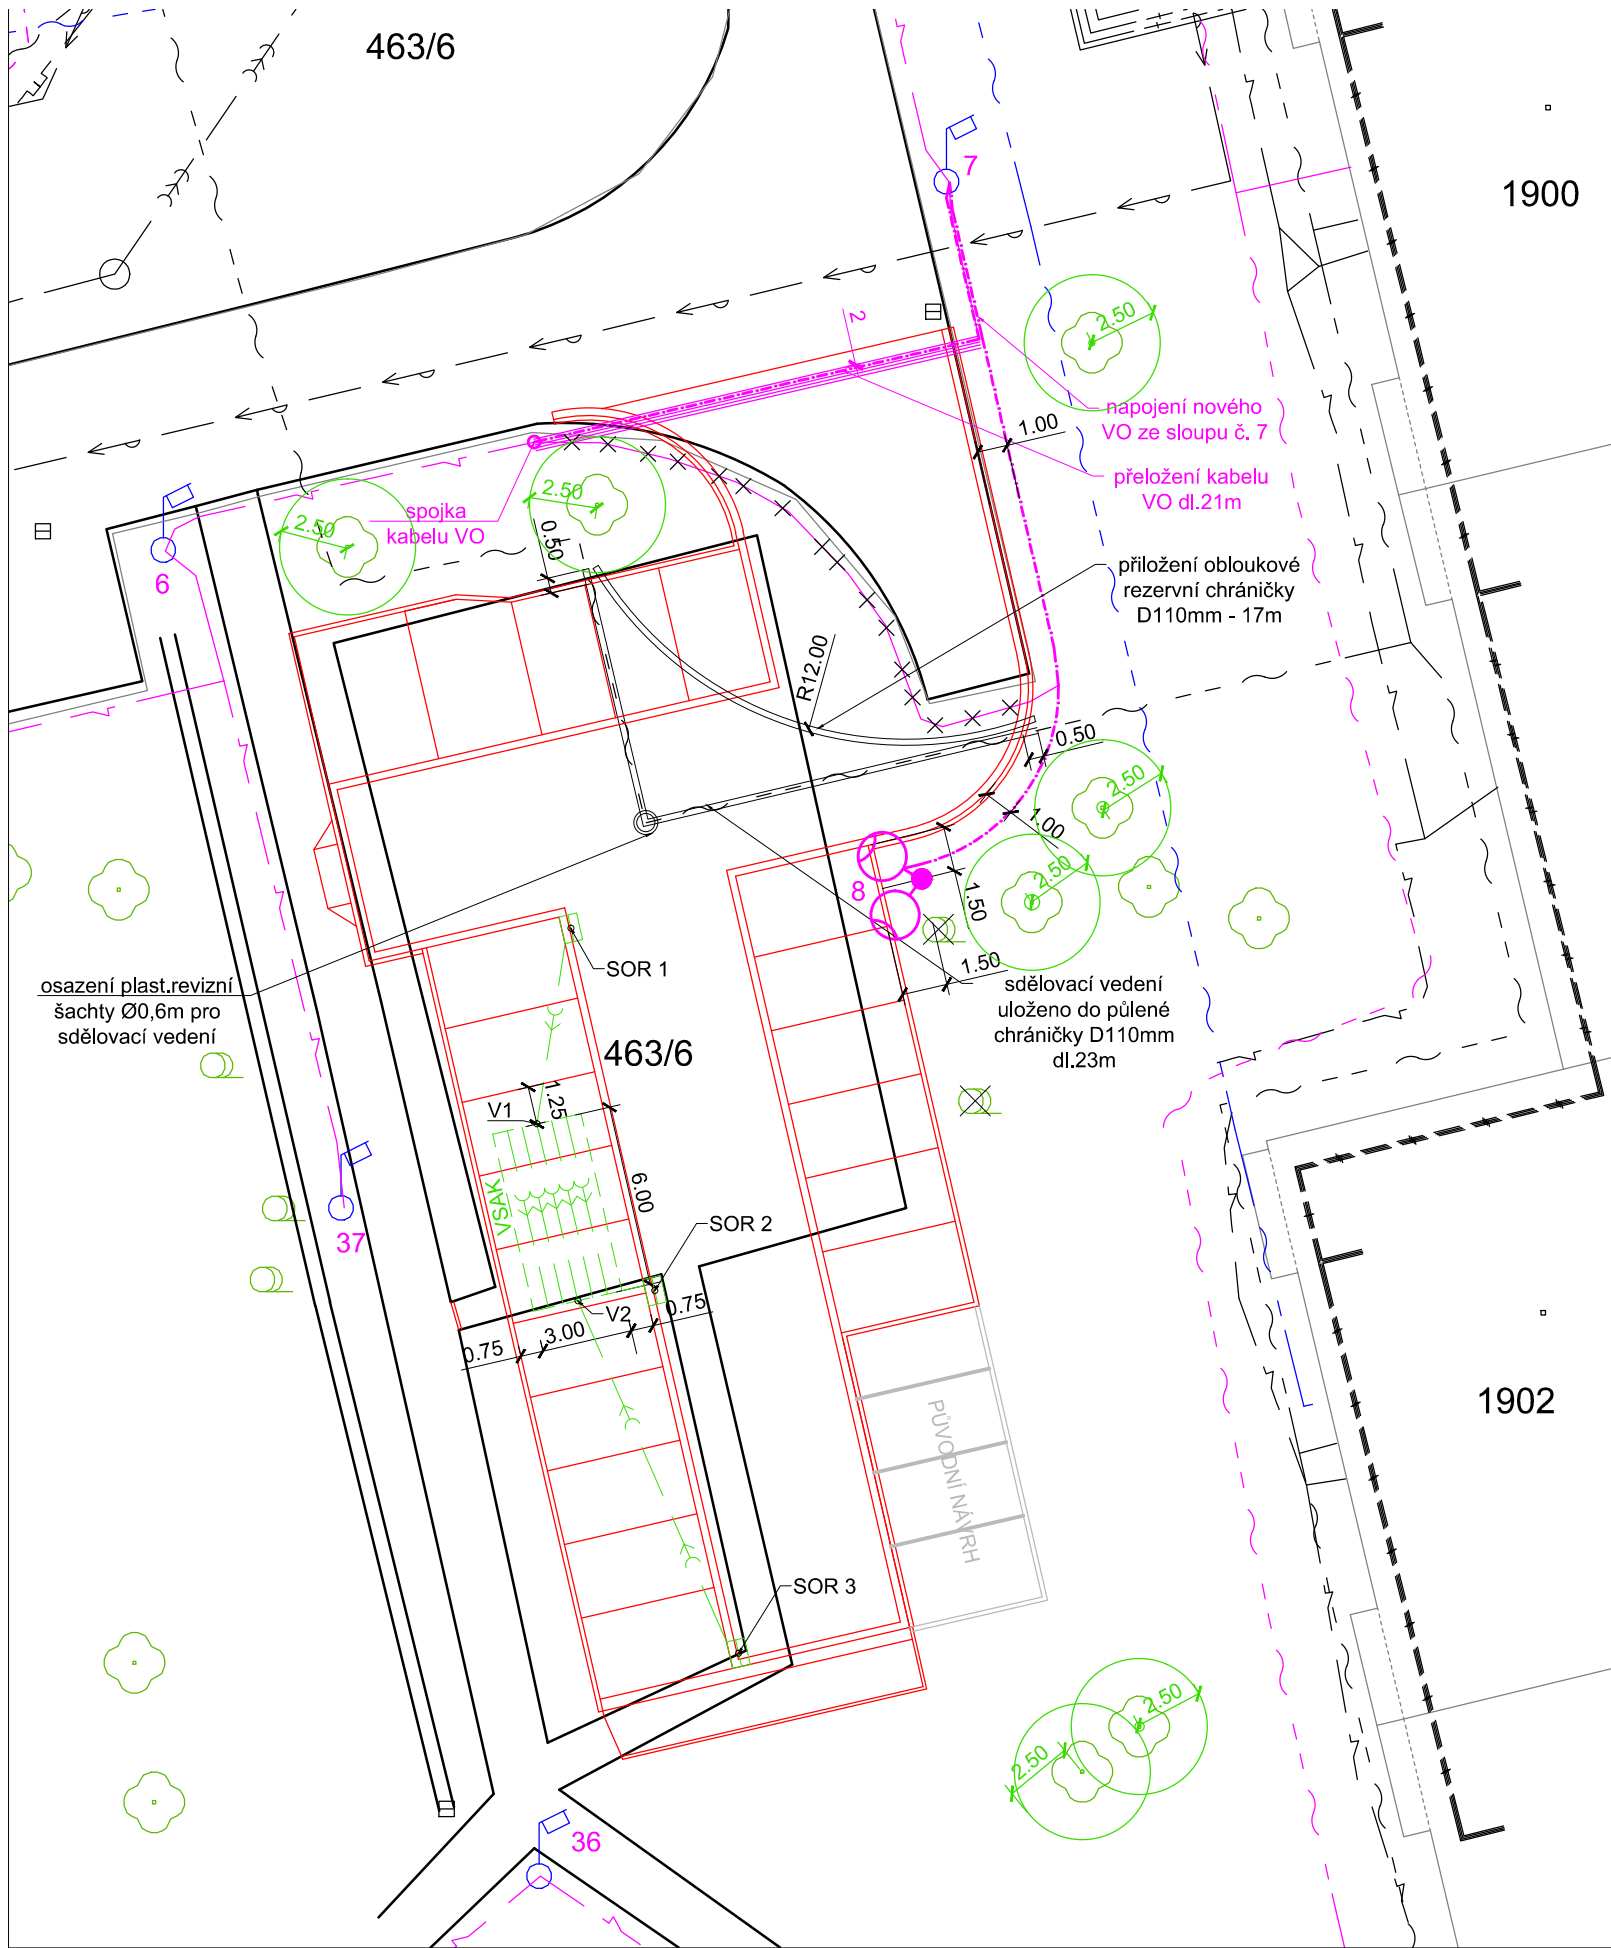 463/6
7
1900
2
2.50
napojení nového
VO ze sloupu č. 7
1.00
přeložení kabelu
VO dl.21m
2.50
2.50
spojka
kabelu VO
0.50
6
přiložení obloukové
rezervní chráničky
D110mm - 17m
R12.00
0.50
2.50
1.00
8
2.50
1.50
1.50
SOR 1
osazení plast.revizní
šachty Ø0,6m pro
sdělovací vedení
sdělovací vedení
uloženo do půlené
chráničky D110mm
dl.23m
463/6
V1
1.25
VSAK
6.00
37
SOR 2
V2
0.75
3.00
0.75
1902
PŮVODNÍ NÁVRH
SOR 3
2.50
2.50
36